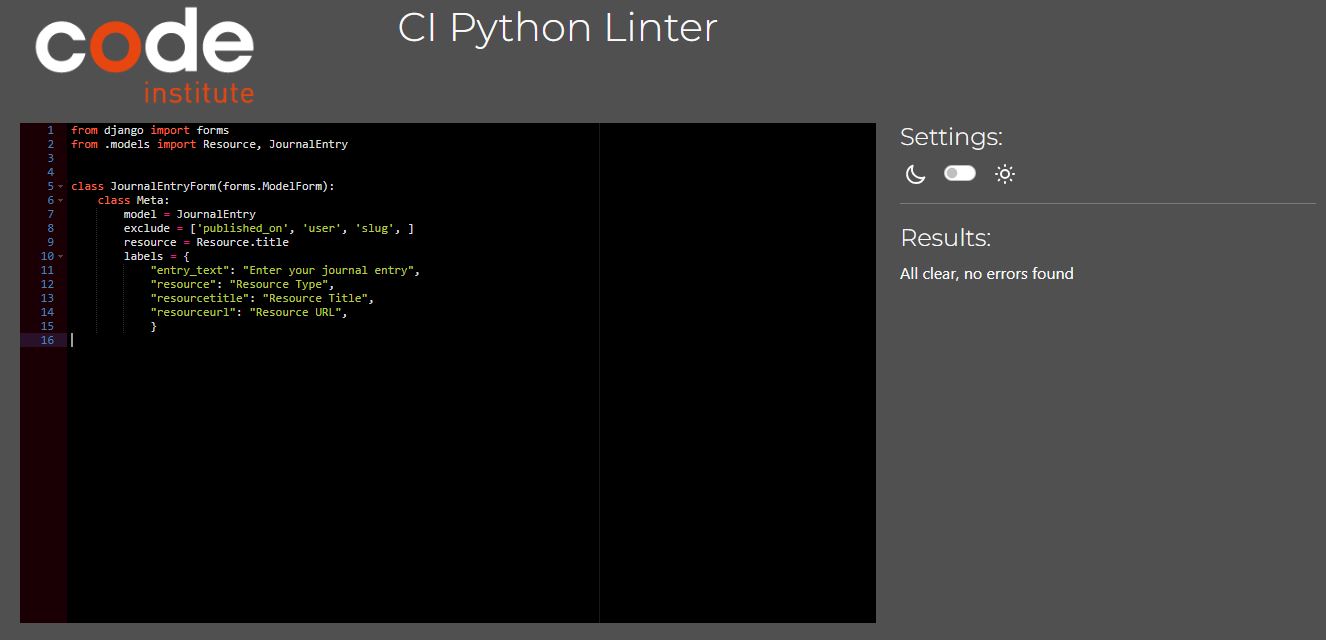 code
institute
CI Python Linter
1 from django import forms
2 from .models import Resource, JournalEntry
3
4
5 class JournalEntryForm(forms.ModelForm):
6     class Meta:
7         model = JournalEntry
8         exclude = ['published_on', 'user', 'slug', ]
9         resource = Resource.title
10         labels = {
11             "entry_text": "Enter your journal entry",
12             "resource": "Resource Type",
13             "resourcetitle": "Resource Title",
14             "resourceurl": "Resource URL",
15             }
16
Settings:
Results:
All clear, no errors found